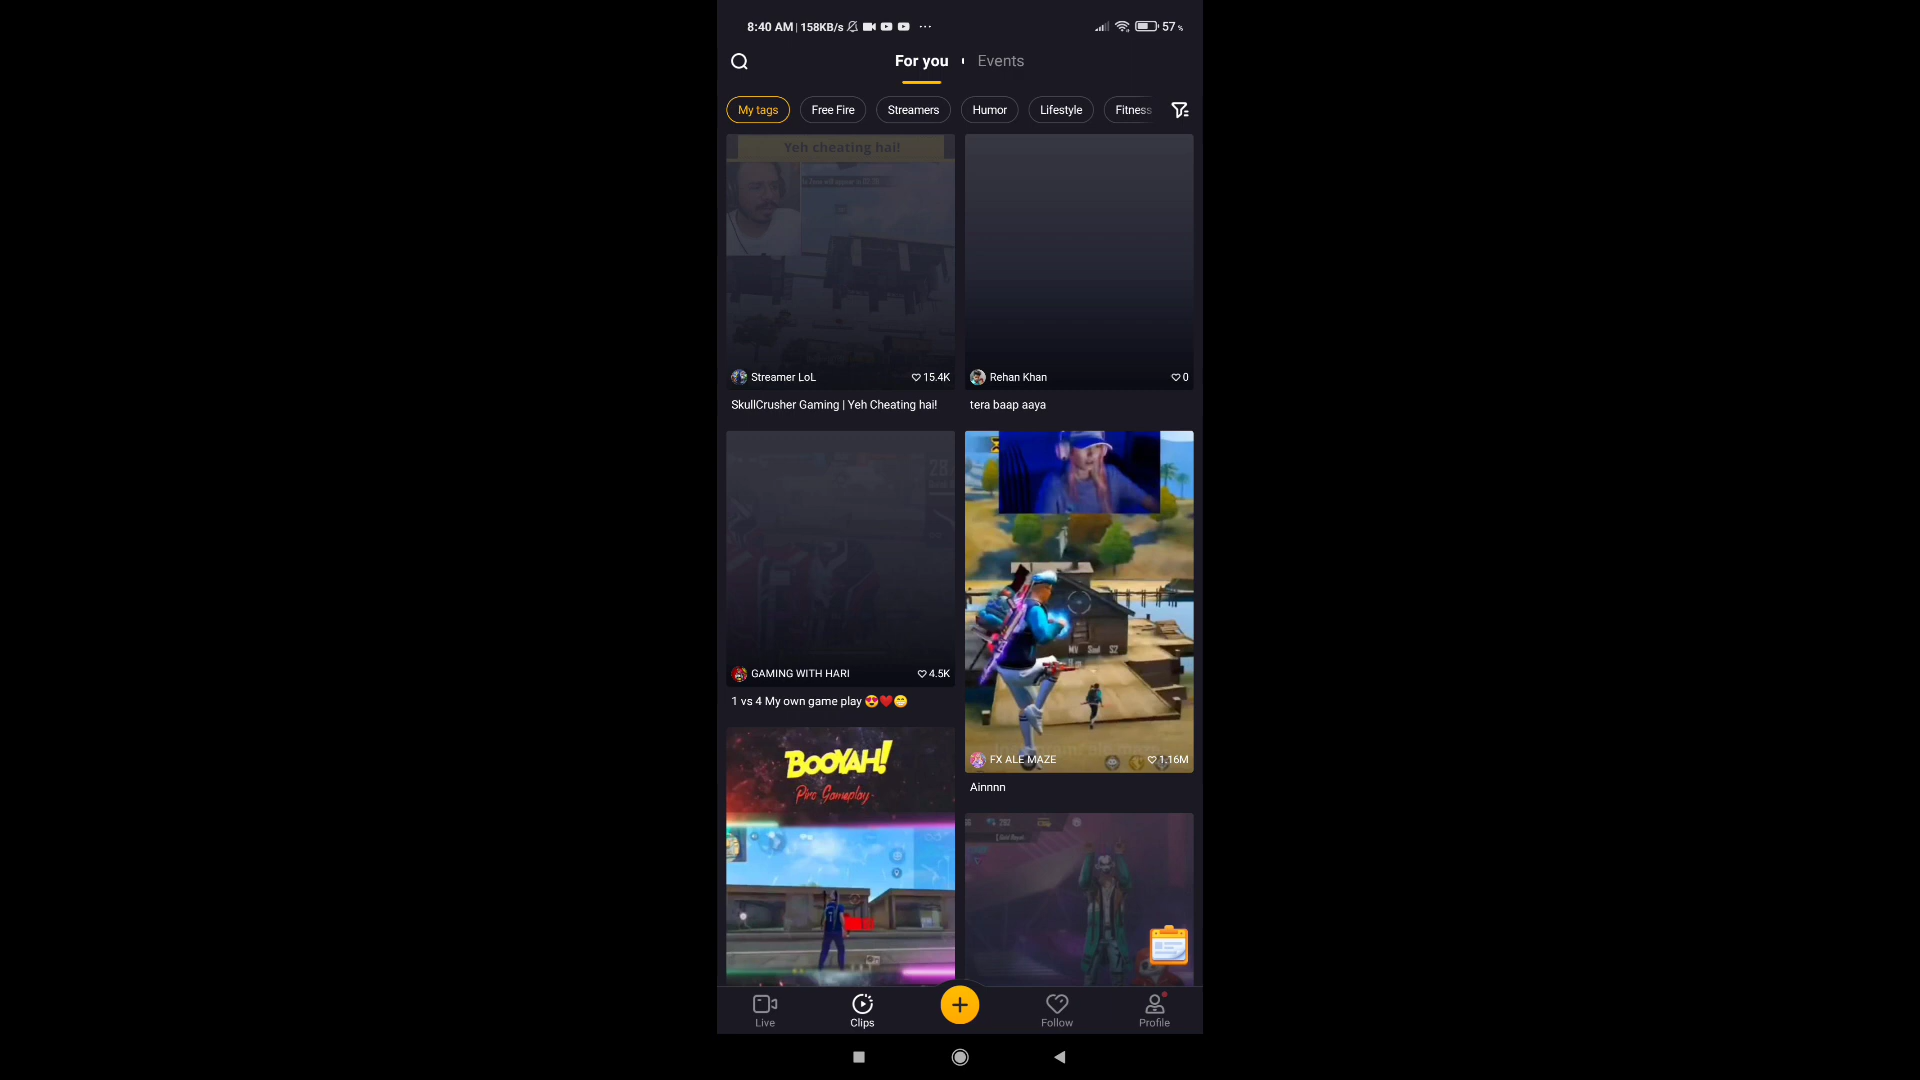 8:40 AM | 158KB/s ... 57 %
For you Events
My tags Free Fire Streamers Humor Lifestyle Fitness
Yeh cheating hai!
Streamer LoL 15.4K
SkullCrusher Gaming | Yeh Cheating hai!
Rehan Khan 0
tera baap aaya
28
GAMING WITH HARI 4.5K
1 vs 4 My own game play 😍❤️😁
FX ALE MAZE 1.16M
Ainnnn
BOOYAH!
Piro Gameplay-
Live Clips Follow Profile